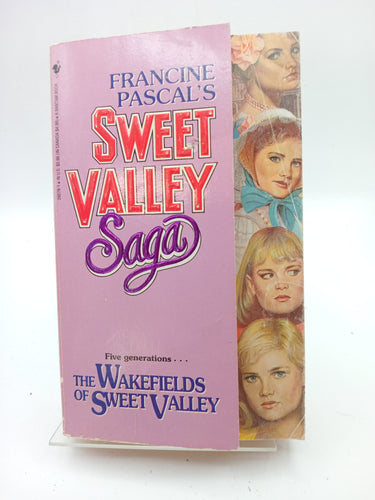 FRANCINE
PASCAL'S
SWEET
VALLEY
Saga
Five generations . . .
THE WAKEFIELDS
OF SWEET VALLEY